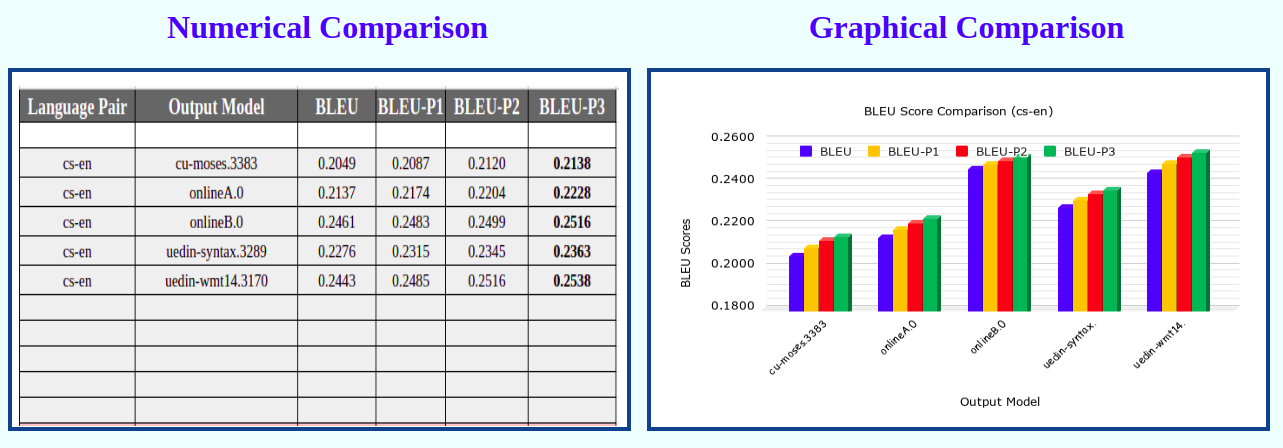 Numerical Comparison
Language Pair Output Model BLEU BLEU-P1 BLEU-P2 BLEU-P3
cs-en cu-moses.3383 0.2049 0.2087 0.2120 0.2138
cs-en onlineA.0 0.2137 0.2174 0.2204 0.2228
cs-en onlineB.0 0.2461 0.2483 0.2499 0.2516
cs-en uedin-syntax.3289 0.2276 0.2315 0.2345 0.2363
cs-en uedin-wmt14.3170 0.2443 0.2485 0.2516 0.2538
Graphical Comparison
BLEU Score Comparison (cs-en)
BLEU BLEU-P1 BLEU-P2 BLEU-P3
0.2600
0.2400
0.2200
0.2000
0.1800
BLEU Scores
cu-moses.3383
onlineA.0
onlineB.0
uedin-syntax.
uedin-wmt14.
Output Model